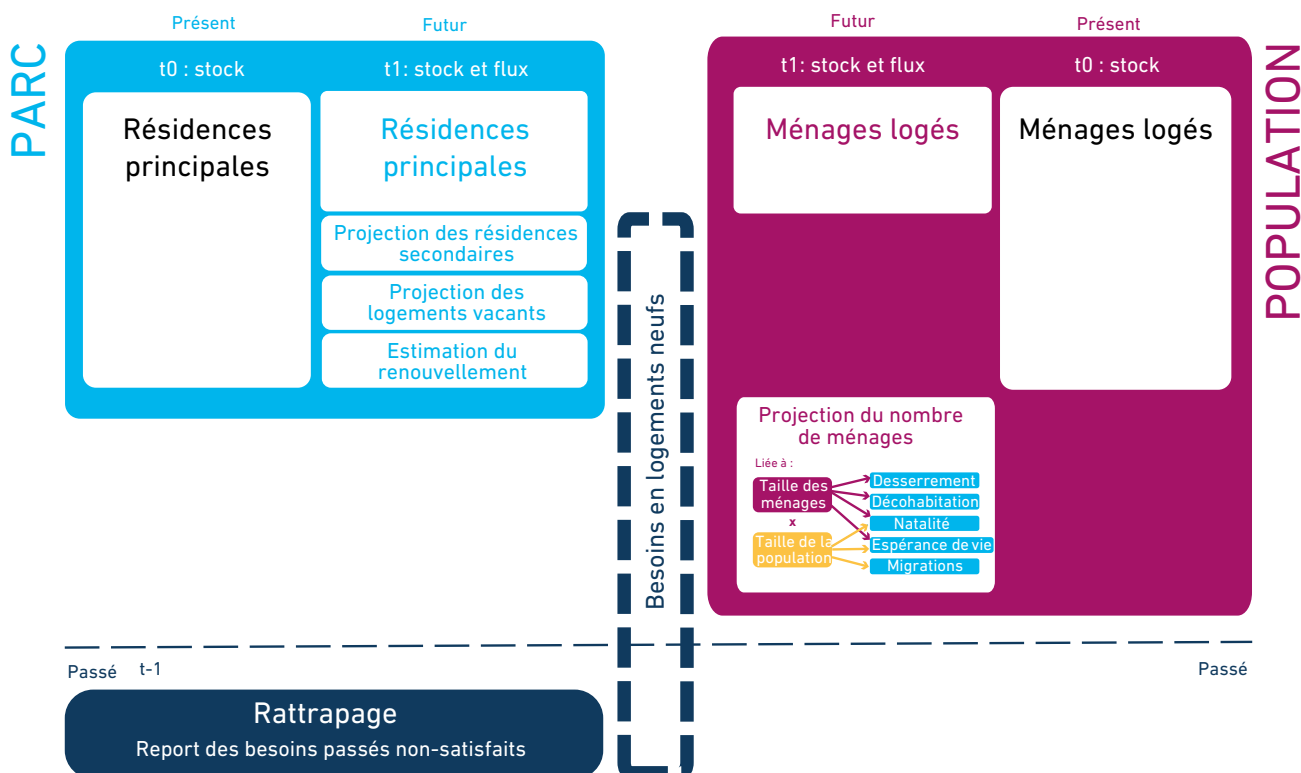 PARC
Présent
Futur
t0 : stock
t1: stock et flux
Résidences
principales
Résidences
principales
Projection des résidences
secondaires
Projection des
logements vacants
Estimation du
renouvellement
Besoins en logements neufs
Futur
Présent
t1: stock et flux
t0 : stock
Ménages logés
Ménages logés
POPULATION
Projection du nombre
de ménages
Liée à :
Taille des
ménages
x
Taille de la
population
Desserrement
Décohabitation
Natalité
Espérance de vie
Migrations
Passé t-1
Passé
Rattrapage
Report des besoins passés non-satisfaits